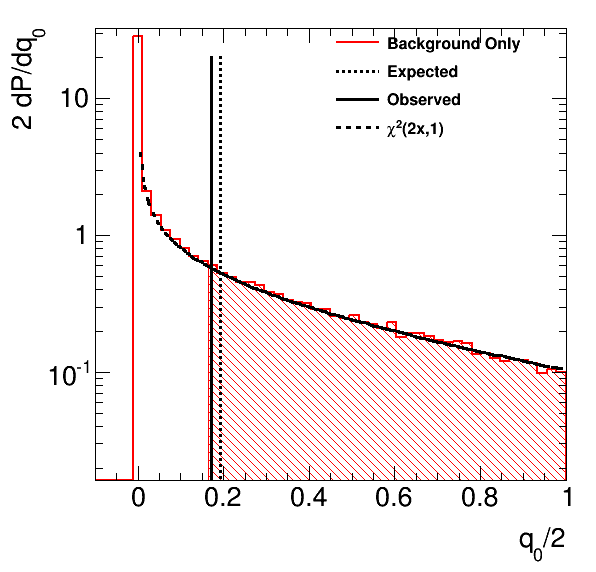 2 dP/dq₀
Background Only
Expected
Observed
χ²(2x,1)
10
1
10⁻¹
0 0.2 0.4 0.6 0.8 1
q₀/2